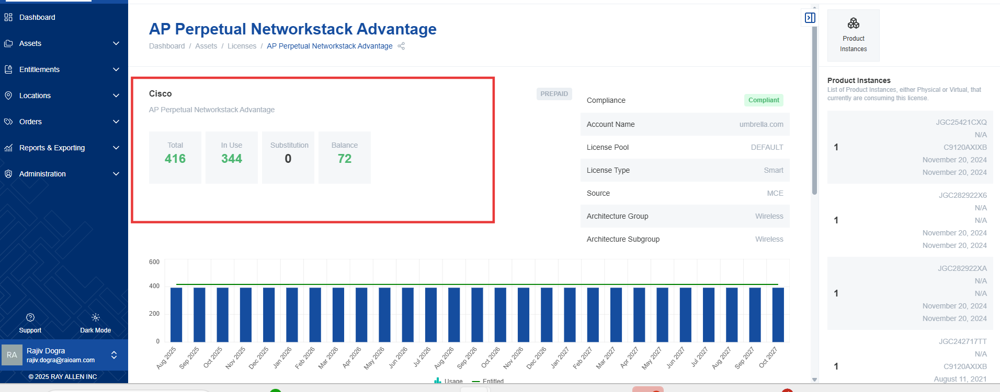 Dashboard
Assets
Entitlements
Locations
Orders
Reports & Exporting
Administration
Support
Dark Mode
RA
Rajiv Dogra
rajiv.dogra@raioam.com
© 2025 RAY ALLEN INC
AP Perpetual Networkstack Advantage
Dashboard / Assets / Licenses / AP Perpetual Networkstack Advantage
Cisco
AP Perpetual Networkstack Advantage
PREPAID
Total
416
In Use
344
Substitution
0
Balance
72
Compliance Compliant
Account Name umbrella.com
License Pool DEFAULT
License Type Smart
Source MCE
Architecture Group Wireless
Architecture Subgroup Wireless
600
400
200
0
Aug 2025
Sep 2025
Oct 2025
Nov 2025
Dec 2025
Jan 2026
Feb 2026
Mar 2026
Apr 2026
May 2026
Jun 2026
Jul 2026
Aug 2026
Sep 2026
Oct 2026
Nov 2026
Dec 2026
Jan 2027
Feb 2027
Mar 2027
Apr 2027
May 2027
Jun 2027
Jul 2027
Aug 2027
Sep 2027
Oct 2027
Usage Entitled
Product
Instances
Product Instances
List of Product Instances, either Physical or Virtual, that
currently are consuming this license.
1
JGC25421CXQ
N/A
C9120AXIXB
November 20, 2024
November 20, 2024
1
JGC282922X6
N/A
N/A
November 20, 2024
November 20, 2024
1
JGC282922XA
N/A
N/A
November 20, 2024
November 20, 2024
1
JGC242717TT
N/A
C9120AXIXB
August 11, 2021